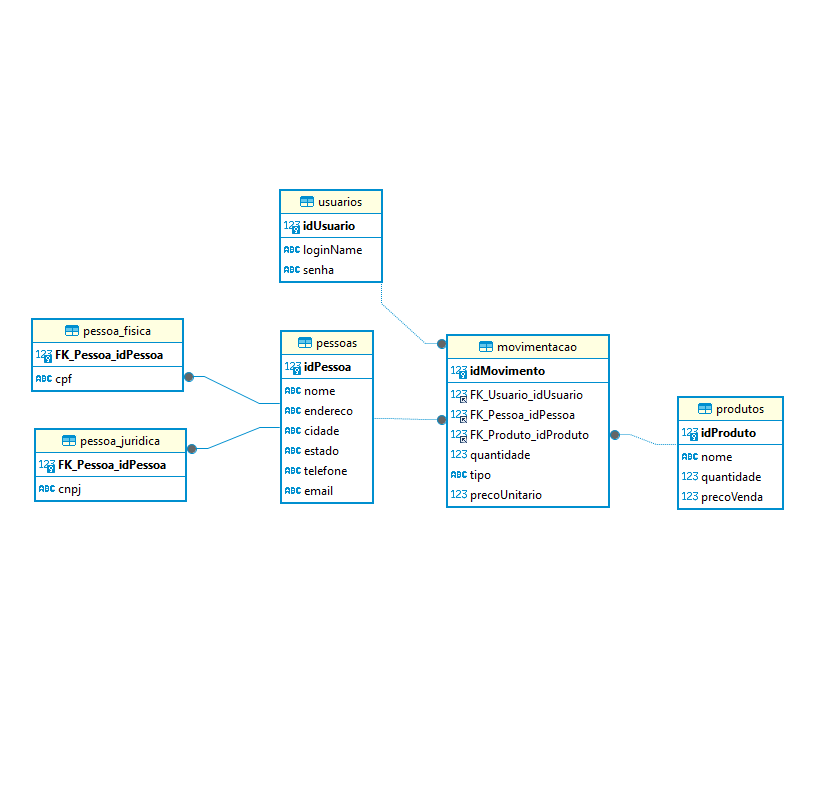 usuarios
123 idUsuario
ABC loginName
ABC senha
pessoa_fisica
123 FK_Pessoa_idPessoa
ABC cpf
pessoa_juridica
123 FK_Pessoa_idPessoa
ABC cnpj
pessoas
123 idPessoa
ABC nome
ABC endereco
ABC cidade
ABC estado
ABC telefone
ABC email
movimentacao
123 idMovimento
123 FK_Usuario_idUsuario
123 FK_Pessoa_idPessoa
123 FK_Produto_idProduto
123 quantidade
ABC tipo
123 precoUnitario
produtos
123 idProduto
ABC nome
123 quantidade
123 precoVenda